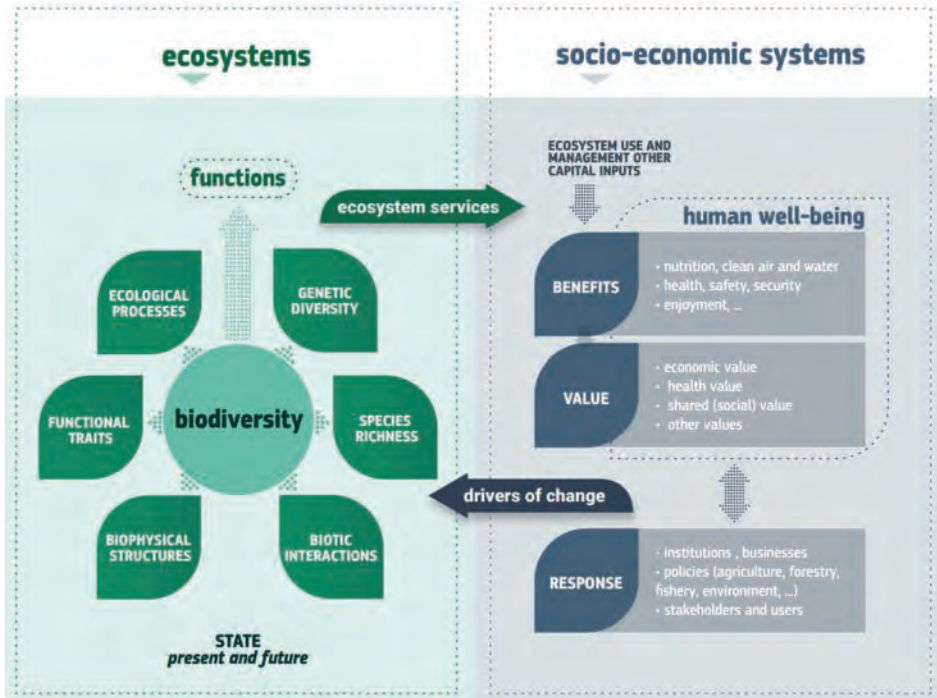 ecosystems
functions
ecosystem services
ECOLOGICAL
PROCESSES
GENETIC
DIVERSITY
FUNCTIONAL
TRAITS
biodiversity
SPECIES
RICHNESS
BIOPHYSICAL
STRUCTURES
BIOTIC
INTERACTIONS
STATE
present and future
socio-economic systems
ECOSYSTEM USE AND
MANAGEMENT OTHER
CAPITAL INPUTS
human well-being
BENEFITS
• nutrition, clean air and water
• health, safety, security
• enjoyment, ...
VALUE
• economic value
• health value
• shared (social) value
• other values
drivers of change
RESPONSE
• institutions , businesses
• policies (agriculture, forestry,
fishery, environment, ...)
• stakeholders and users